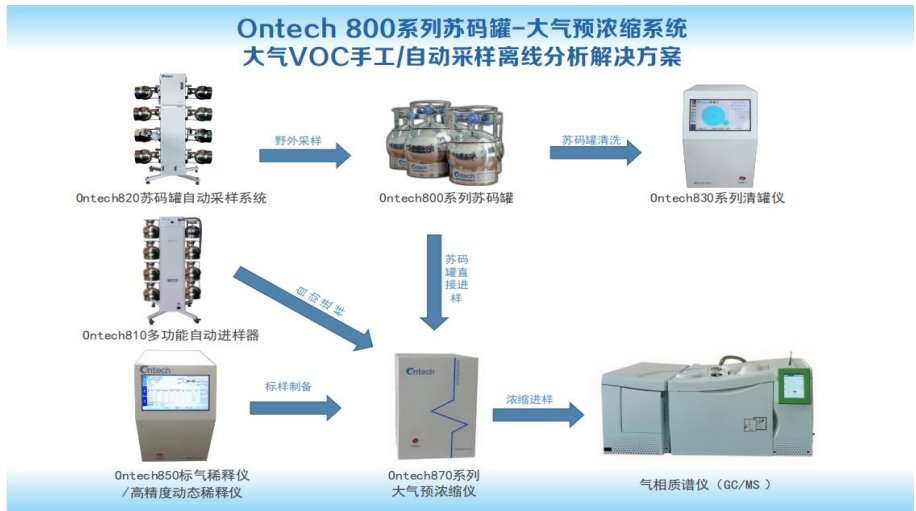 Ontech 800系列苏码罐-大气预浓缩系统
大气VOC手工/自动采样离线分析解决方案
野外采样
苏码罐清洗
Ontech820苏码罐自动采样系统
Ontech800系列苏码罐
Ontech830系列清罐仪
苏码
罐直
接进
样
自动进样
Ontech810多功能自动进样器
Ontech
Ontech
标样制备
浓缩进样
Ontech850标气稀释仪
/高精度动态稀释仪
Ontech870系列
大气预浓缩仪
气相质谱仪（GC/MS ）